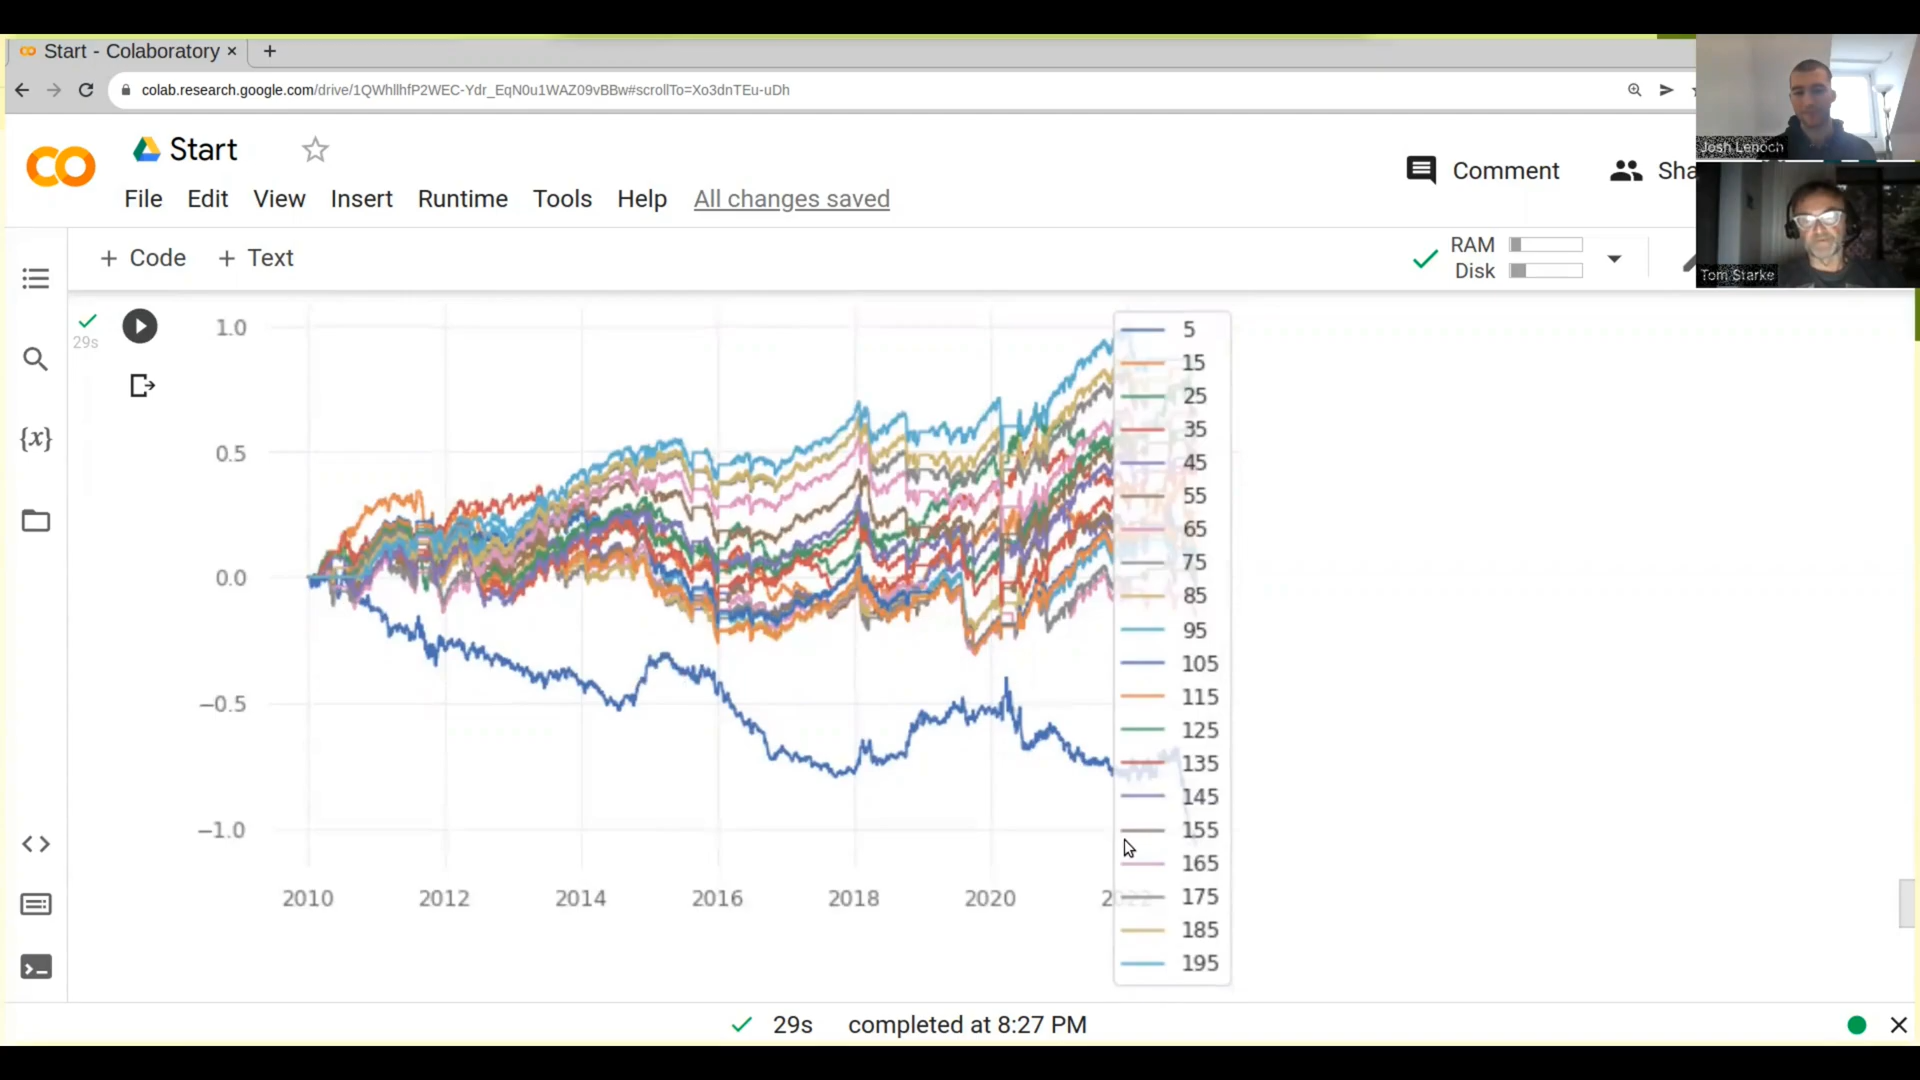 Start - Colaboratory
colab.research.google.com/drive/1QWhllhfP2WEC-Ydr_EqN0u1WAZ09vBBw#scrollTo=Xo3dnTEu-uDh
Josh Lenoch
Start
Comment
Sha
File Edit View Insert Runtime Tools Help All changes saved
+ Code + Text
RAM
Disk
Tom Starke
29s
1.0
0.5
0.0
−0.5
−1.0
2010 2012 2014 2016 2018 2020 2022
5
15
25
35
45
55
65
75
85
95
105
115
125
135
145
155
165
175
185
195
29s completed at 8:27 PM